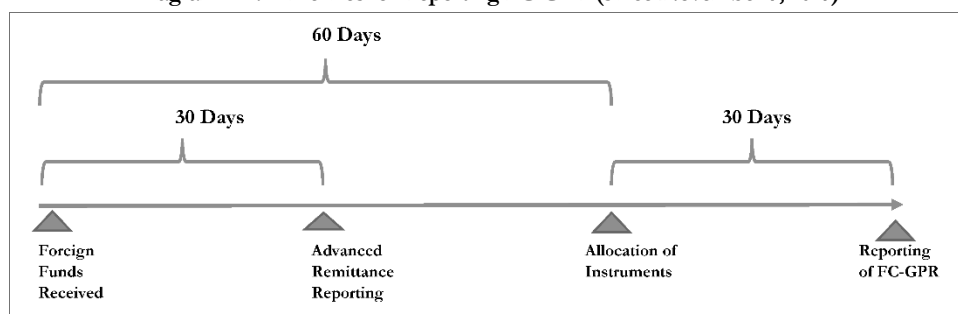 60 Days
30 Days
30 Days
Foreign
Funds
Received
Advanced
Remittance
Reporting
Allocation of
Instruments
Reporting
of FC-GPR